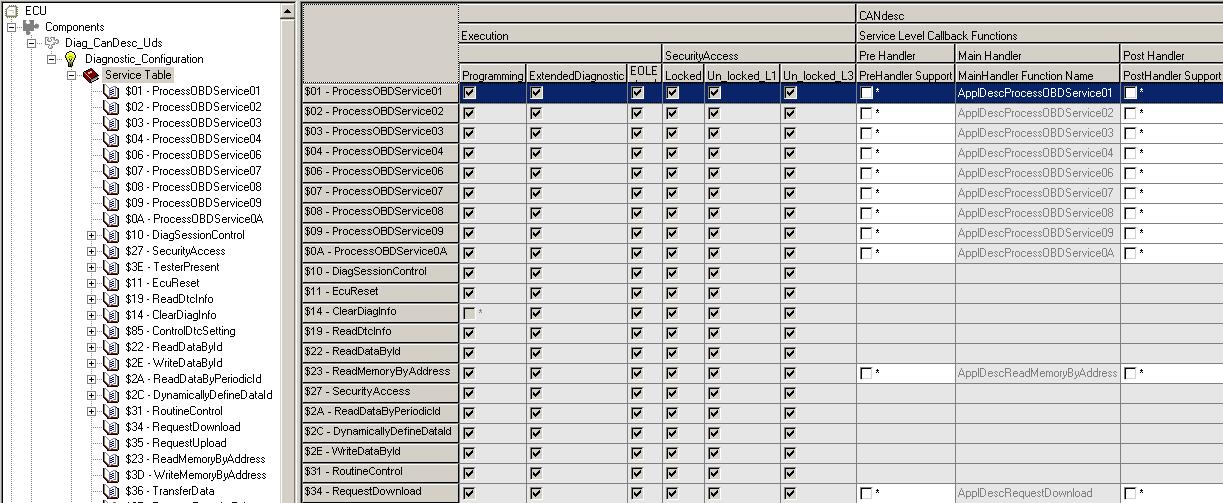 ECU
Components
Diag_CanDesc_Uds
Diagnostic_Configuration
Service Table
$01 - ProcessOBDService01
$02 - ProcessOBDService02
$03 - ProcessOBDService03
$04 - ProcessOBDService04
$06 - ProcessOBDService06
$07 - ProcessOBDService07
$08 - ProcessOBDService08
$09 - ProcessOBDService09
$0A - ProcessOBDService0A
$10 - DiagSessionControl
$27 - SecurityAccess
$3E - TesterPresent
$11 - EcuReset
$19 - ReadDtcInfo
$14 - ClearDiagInfo
$85 - ControlDtcSetting
$22 - ReadDataById
$2E - WriteDataById
$2A - ReadDataByPeriodicId
$2C - DynamicallyDefineDataId
$31 - RoutineControl
$34 - RequestDownload
$35 - RequestUpload
$23 - ReadMemoryByAddress
$3D - WriteMemoryByAddress
$36 - TransferData
CANdesc
Execution Service Level Callback Functions
SecurityAccess Pre Handler Main Handler Post Handler
Programming ExtendedDiagnostic EOLE Locked Un_locked_L1 Un_locked_L3 PreHandler Support MainHandler Function Name PostHandler Support
$01 - ProcessOBDService01 * ApplDescProcessOBDService01 *
$02 - ProcessOBDService02 * ApplDescProcessOBDService02 *
$03 - ProcessOBDService03 * ApplDescProcessOBDService03 *
$04 - ProcessOBDService04 * ApplDescProcessOBDService04 *
$06 - ProcessOBDService06 * ApplDescProcessOBDService06 *
$07 - ProcessOBDService07 * ApplDescProcessOBDService07 *
$08 - ProcessOBDService08 * ApplDescProcessOBDService08 *
$09 - ProcessOBDService09 * ApplDescProcessOBDService09 *
$0A - ProcessOBDService0A * ApplDescProcessOBDService0A *
$10 - DiagSessionControl
$11 - EcuReset
$14 - ClearDiagInfo *
$19 - ReadDtcInfo
$22 - ReadDataById
$23 - ReadMemoryByAddress * ApplDescReadMemoryByAddress *
$27 - SecurityAccess
$2A - ReadDataByPeriodicId
$2C - DynamicallyDefineDataId
$2E - WriteDataById
$31 - RoutineControl
$34 - RequestDownload * ApplDescRequestDownload *